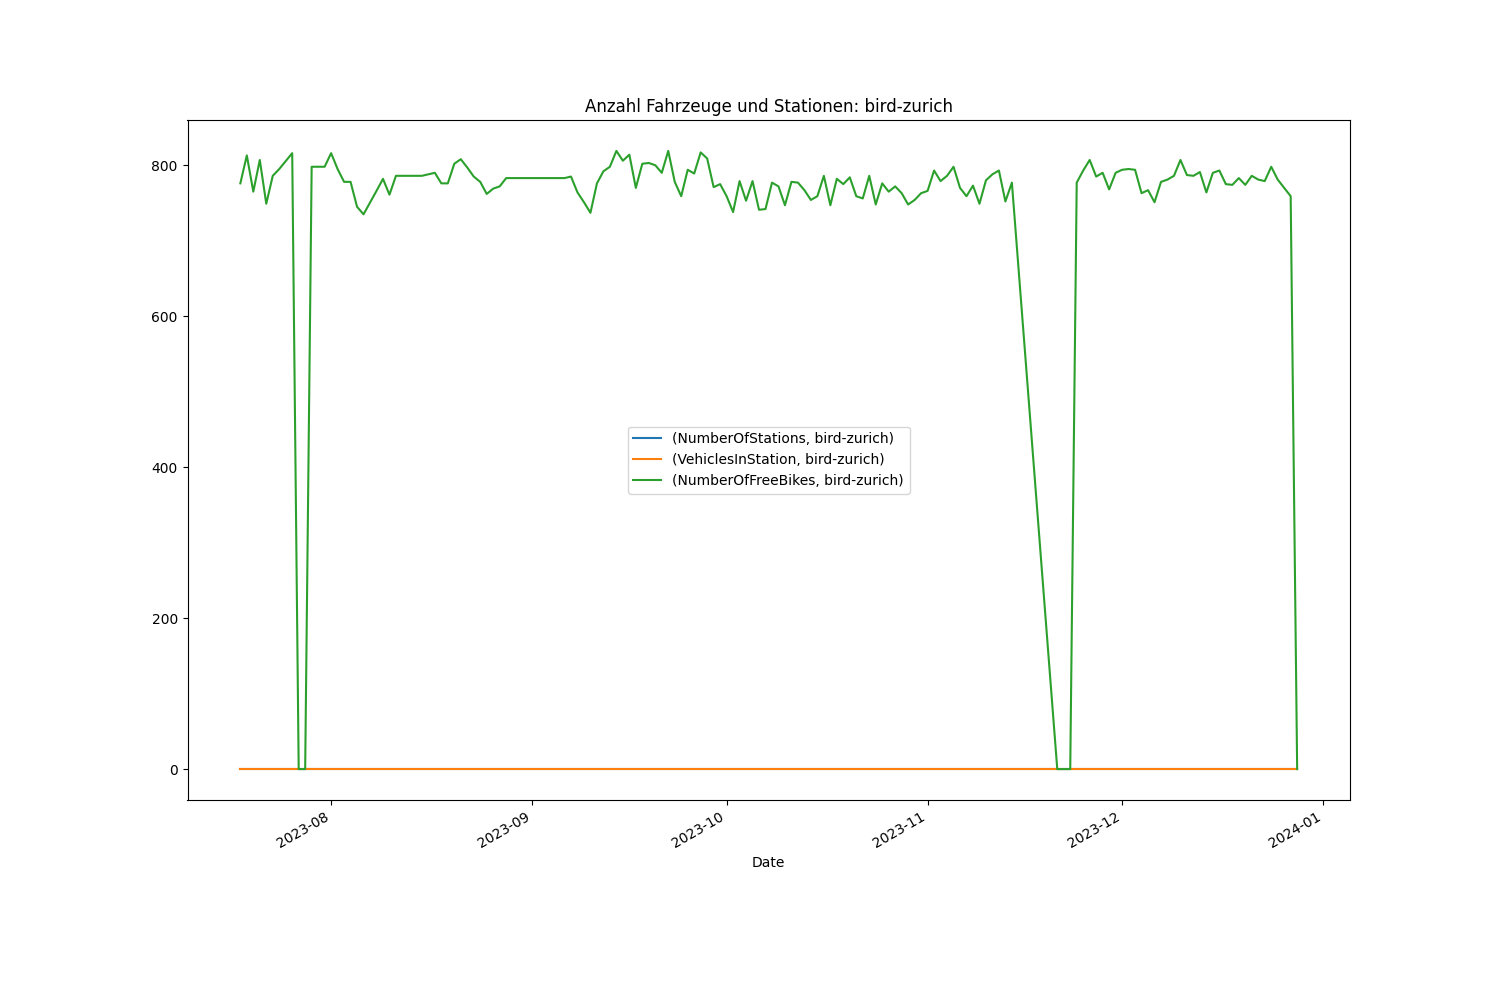 Anzahl Fahrzeuge und Stationen: bird-zurich
800
600
400
200
0
(NumberOfStations, bird-zurich)
(VehiclesInStation, bird-zurich)
(NumberOfFreeBikes, bird-zurich)
2023-08
2023-09
2023-10
2023-11
2023-12
2024-01
Date